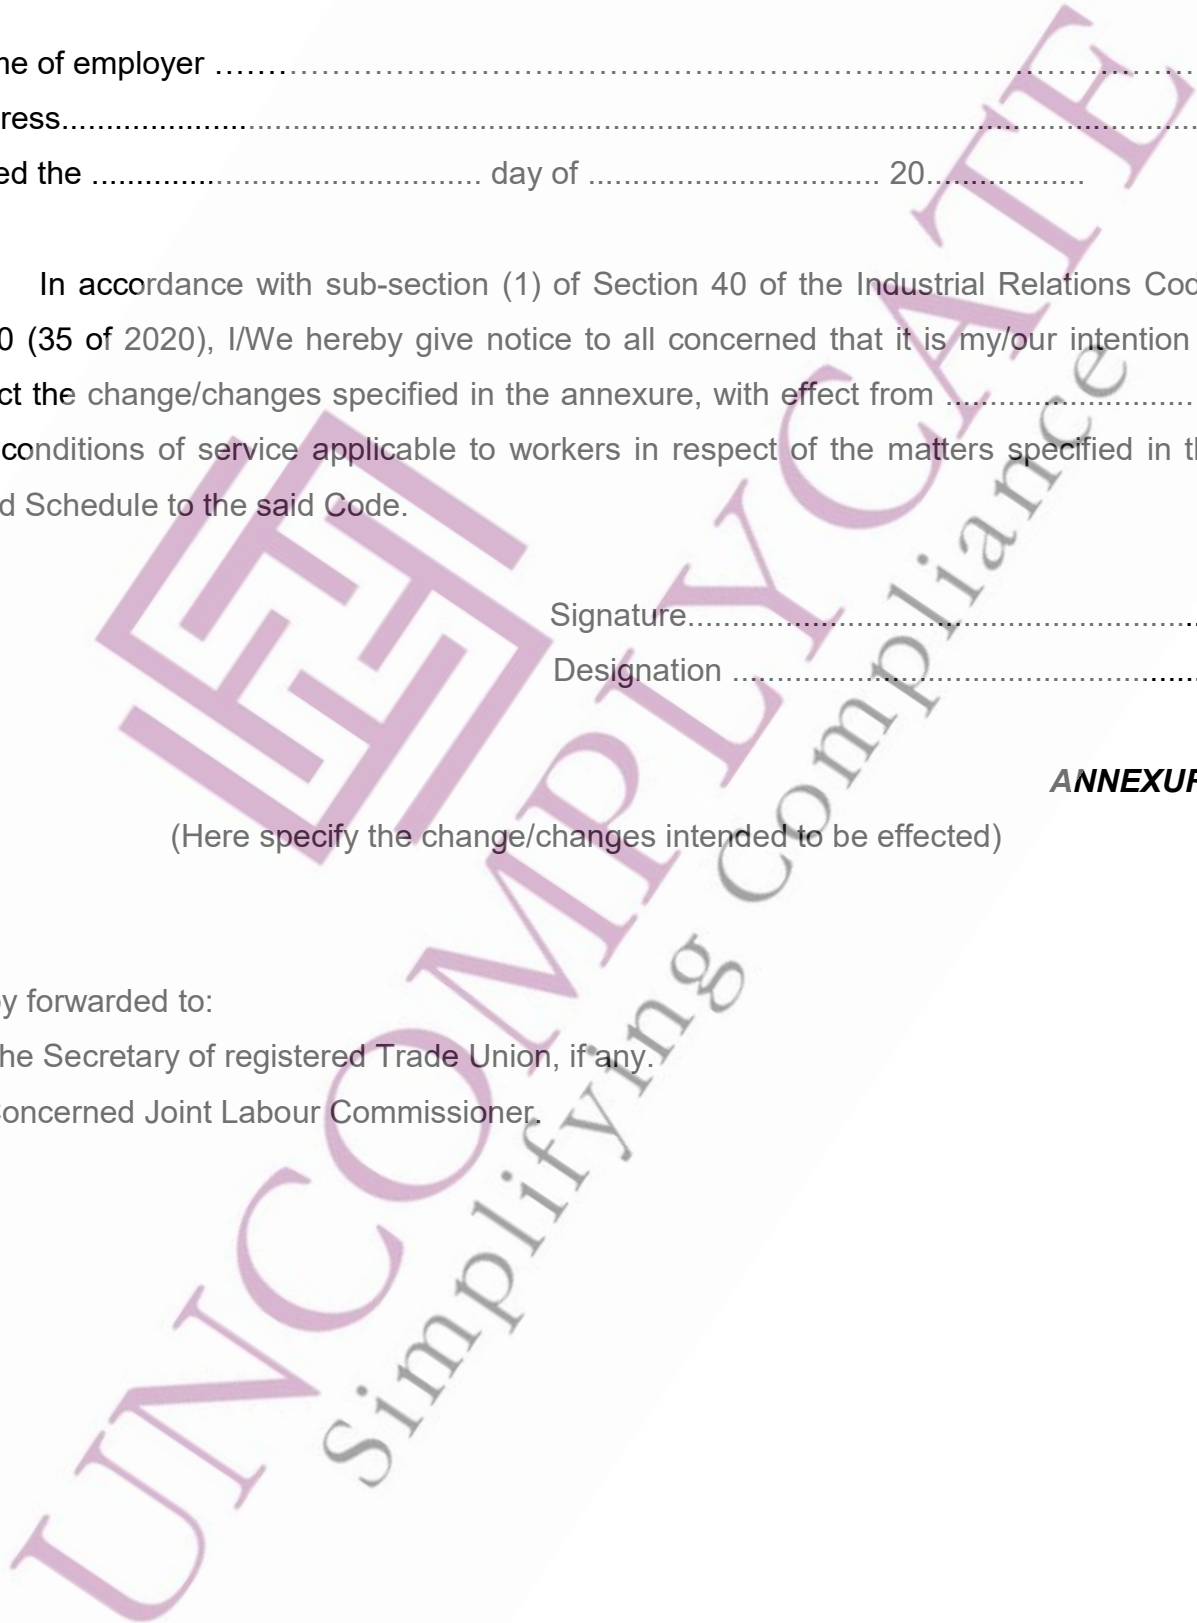 me of employer .......................................................................................................
ress...............................................................................................................................
ed the ........................................... day of ................................ 20..................
In accordance with sub-section (1) of Section 40 of the Industrial Relations Cod
0 (35 of 2020), I/We hereby give notice to all concerned that it is my/our intention
ct the change/changes specified in the annexure, with effect from ............................
conditions of service applicable to workers in respect of the matters specified in th
d Schedule to the said Code.
Signature.........................................................
Designation ....................................................
ANNEXUR
(Here specify the change/changes intended to be effected)
y forwarded to:
he Secretary of registered Trade Union, if any.
Concerned Joint Labour Commissioner.
UNCOMPLYCATE
Simplifying Compliance